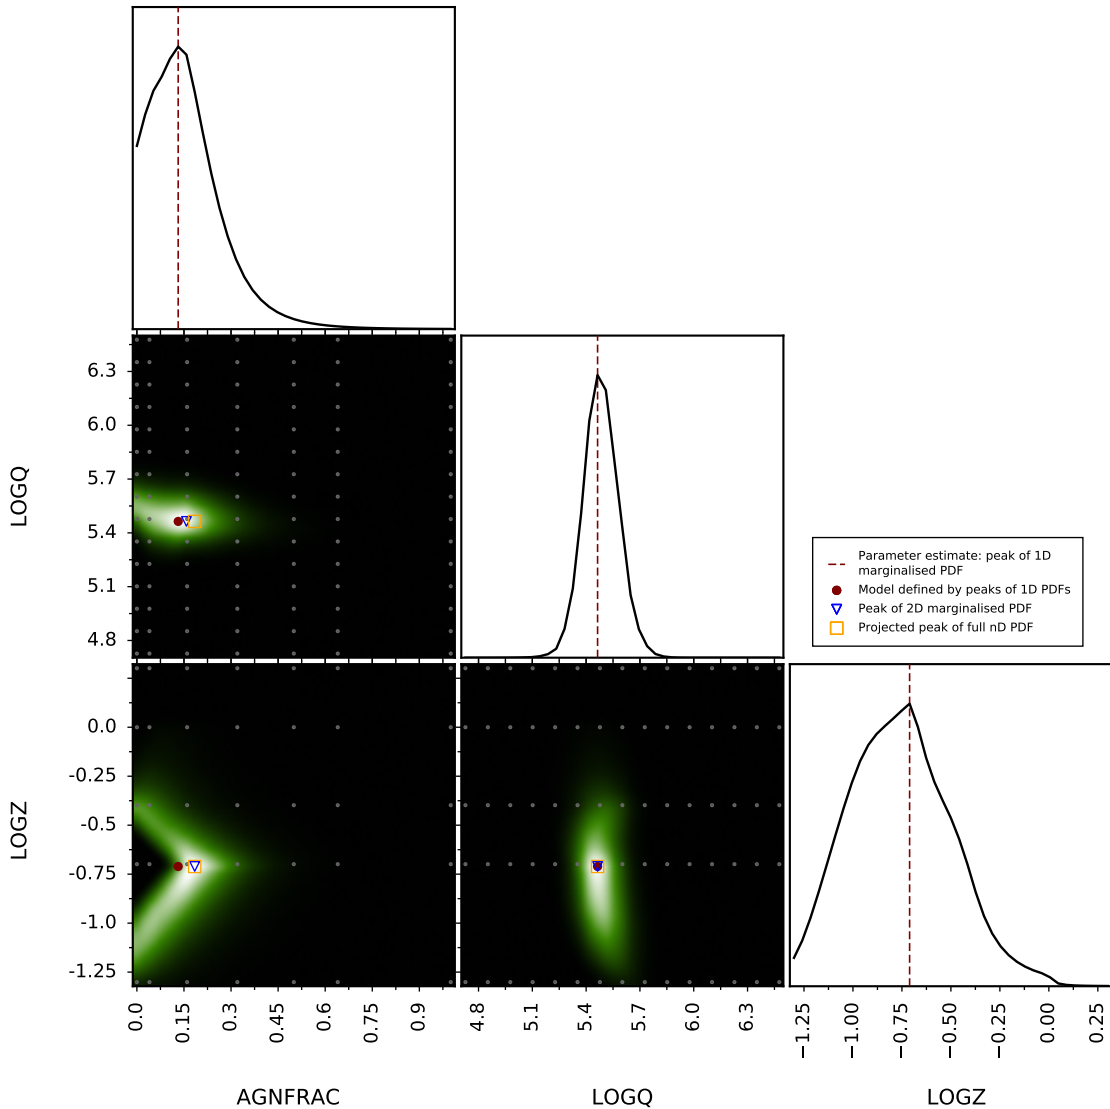 6.3
6.0
5.7
5.4
5.1
4.8
LOGQ
Parameter estimate: peak of 1D
marginalised PDF
Model defined by peaks of 1D PDFs
Peak of 2D marginalised PDF
Projected peak of full nD PDF
0.0
-0.25
-0.5
-0.75
-1.0
-1.25
LOGZ
0.0 0.15 0.3 0.45 0.6 0.75 0.9
4.8 5.1 5.4 5.7 6.0 6.3
−1.25 −1.00 −0.75 −0.50 −0.25 0.00 0.25
AGNFRAC LOGQ LOGZ